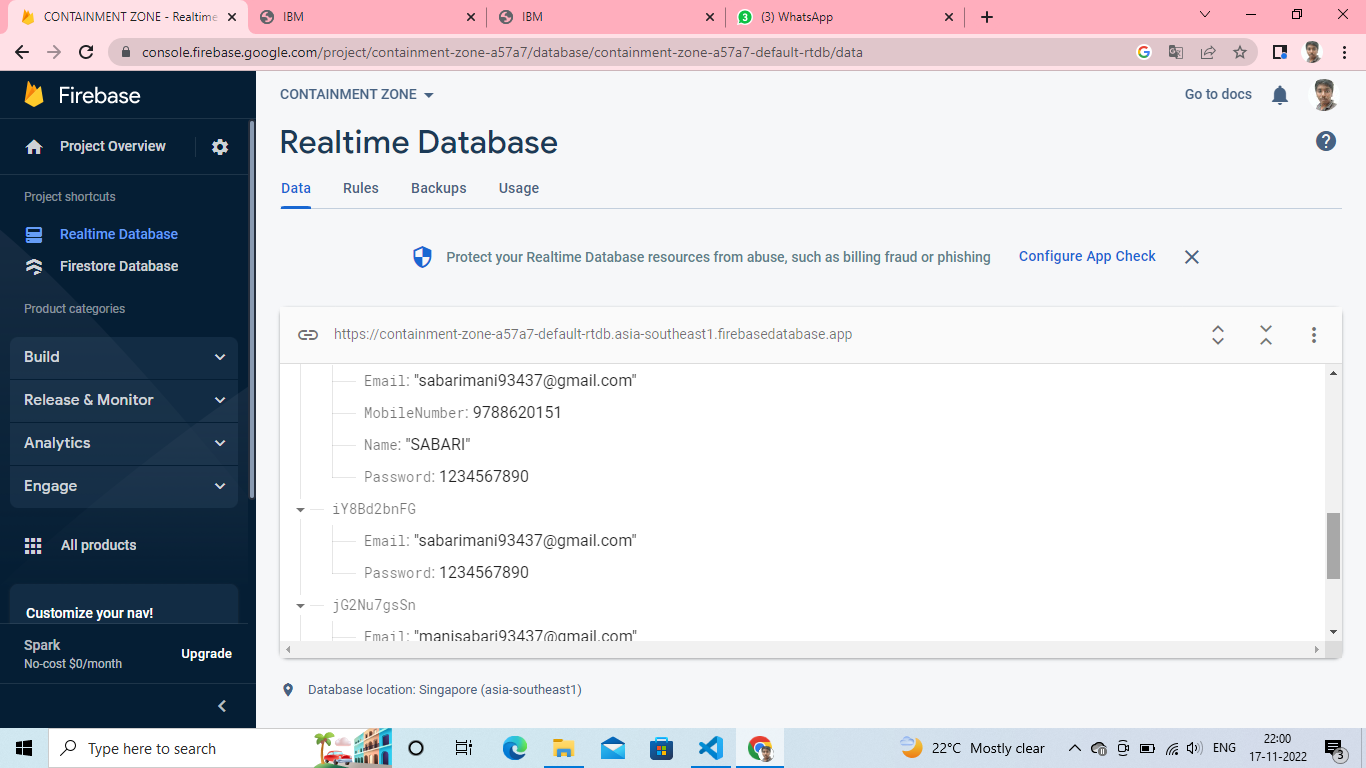 CONTAINMENT ZONE - Realtime
IBM
IBM
(3) WhatsApp
console.firebase.google.com/project/containment-zone-a57a7/database/containment-zone-a57a7-default-rtdb/data
Firebase
CONTAINMENT ZONE
Go to docs
Project Overview
Realtime Database
Project shortcuts
Data Rules Backups Usage
Realtime Database
Firestore Database
Protect your Realtime Database resources from abuse, such as billing fraud or phishing
Configure App Check
Product categories
https://containment-zone-a57a7-default-rtdb.asia-southeast1.firebasedatabase.app
Build
Release & Monitor
Analytics
Engage
All products
Customize your nav!
Spark
No-cost $0/month
Upgrade
Email: "sabarimani93437@gmail.com"
MobileNumber: 9788620151
Name: "SABARI"
Password: 1234567890
iY8Bd2bnFG
Email: "sabarimani93437@gmail.com"
Password: 1234567890
jG2Nu7gsSn
Email: "manisabari93437@gmail.com"
Database location: Singapore (asia-southeast1)
Type here to search
22°C Mostly clear
ENG
22:00
17-11-2022
3